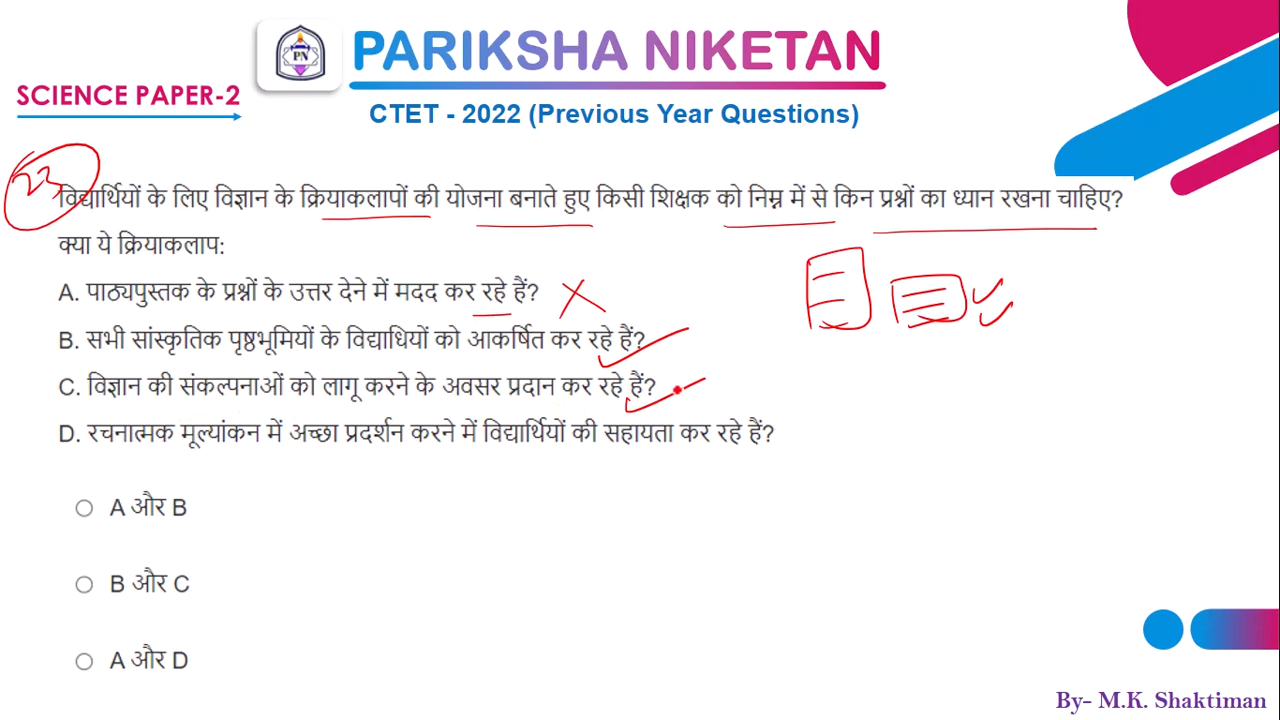 PN
PARIKSHA NIKETAN
SCIENCE PAPER-2
CTET - 2022 (Previous Year Questions)
23
विद्यार्थियों के लिए विज्ञान के क्रियाकलापों की योजना बनाते हुए किसी शिक्षक को निम्न में से किन प्रश्नों का ध्यान रखना चाहिए?
क्या ये क्रियाकलाप:
A. पाठ्यपुस्तक के प्रश्नों के उत्तर देने में मदद कर रहे हैं?
B. सभी सांस्कृतिक पृष्ठभूमियों के विद्याधियों को आकर्षित कर रहे हैं?
C. विज्ञान की संकल्पनाओं को लागू करने के अवसर प्रदान कर रहे हैं?
D. रचनात्मक मूल्यांकन में अच्छा प्रदर्शन करने में विद्यार्थियों की सहायता कर रहे हैं?
A और B
B और C
A और D
By- M.K. Shaktiman